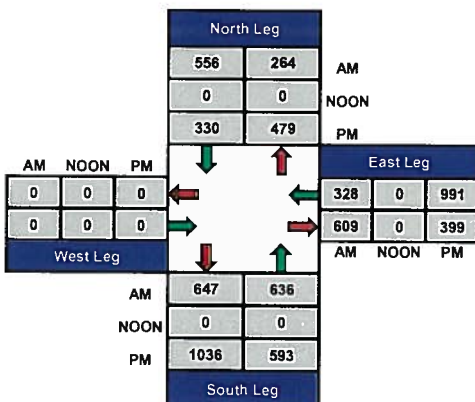 North Leg
556 264 AM
0 0 NOON
330 479 PM
AM NOON PM
0 0 0
0 0 0
West Leg
East Leg
328 0 991
609 0 399
AM NOON PM
AM 647 636
NOON 0 0
PM 1036 593
South Leg